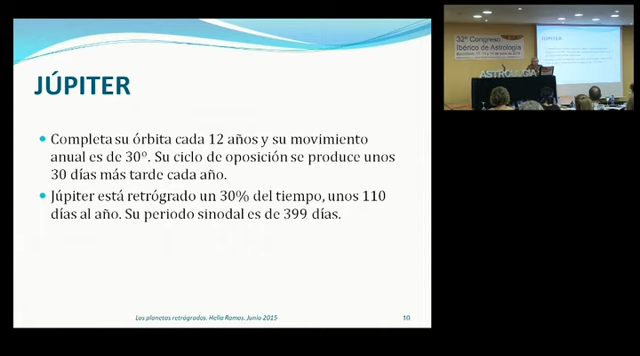 JÚPITER
Completa su órbita cada 12 años y su movimiento
anual es de 30º. Su ciclo de oposición se produce unos
30 días más tarde cada año.
Júpiter está retrógrado un 30% del tiempo, unos 110
días al año. Su periodo sinodal es de 399 días.
Los planetas retrógrados. Helia Ramos. Junio 2015
10
32º Congreso
Ibérico de Astrología
ASTROLOGIA
JÚPITER